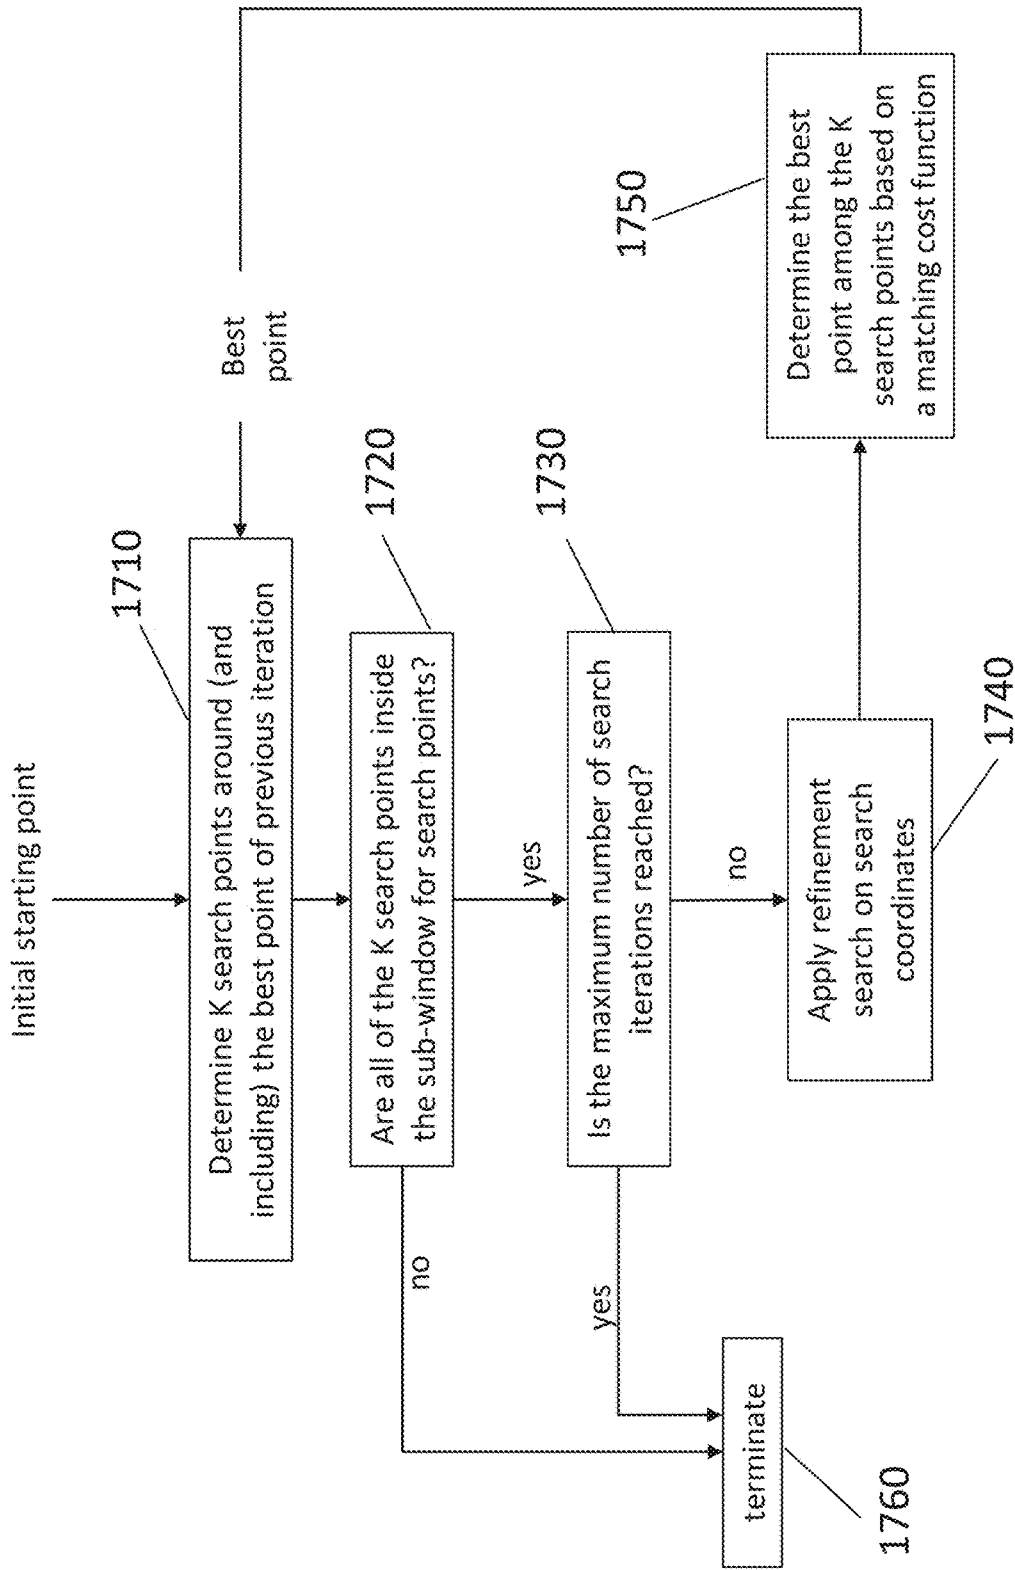 Initial starting point
1710
Determine K search points around (and
including) the best point of previous iteration
Best
point
1720
Are all of the K search points inside
the sub-window for search points?
no
yes
1730
Is the maximum number of search
iterations reached?
yes
no
1740
Apply refinement
search on search
coordinates
1750
Determine the best
point among the K
search points based on
a matching cost function
terminate
1760